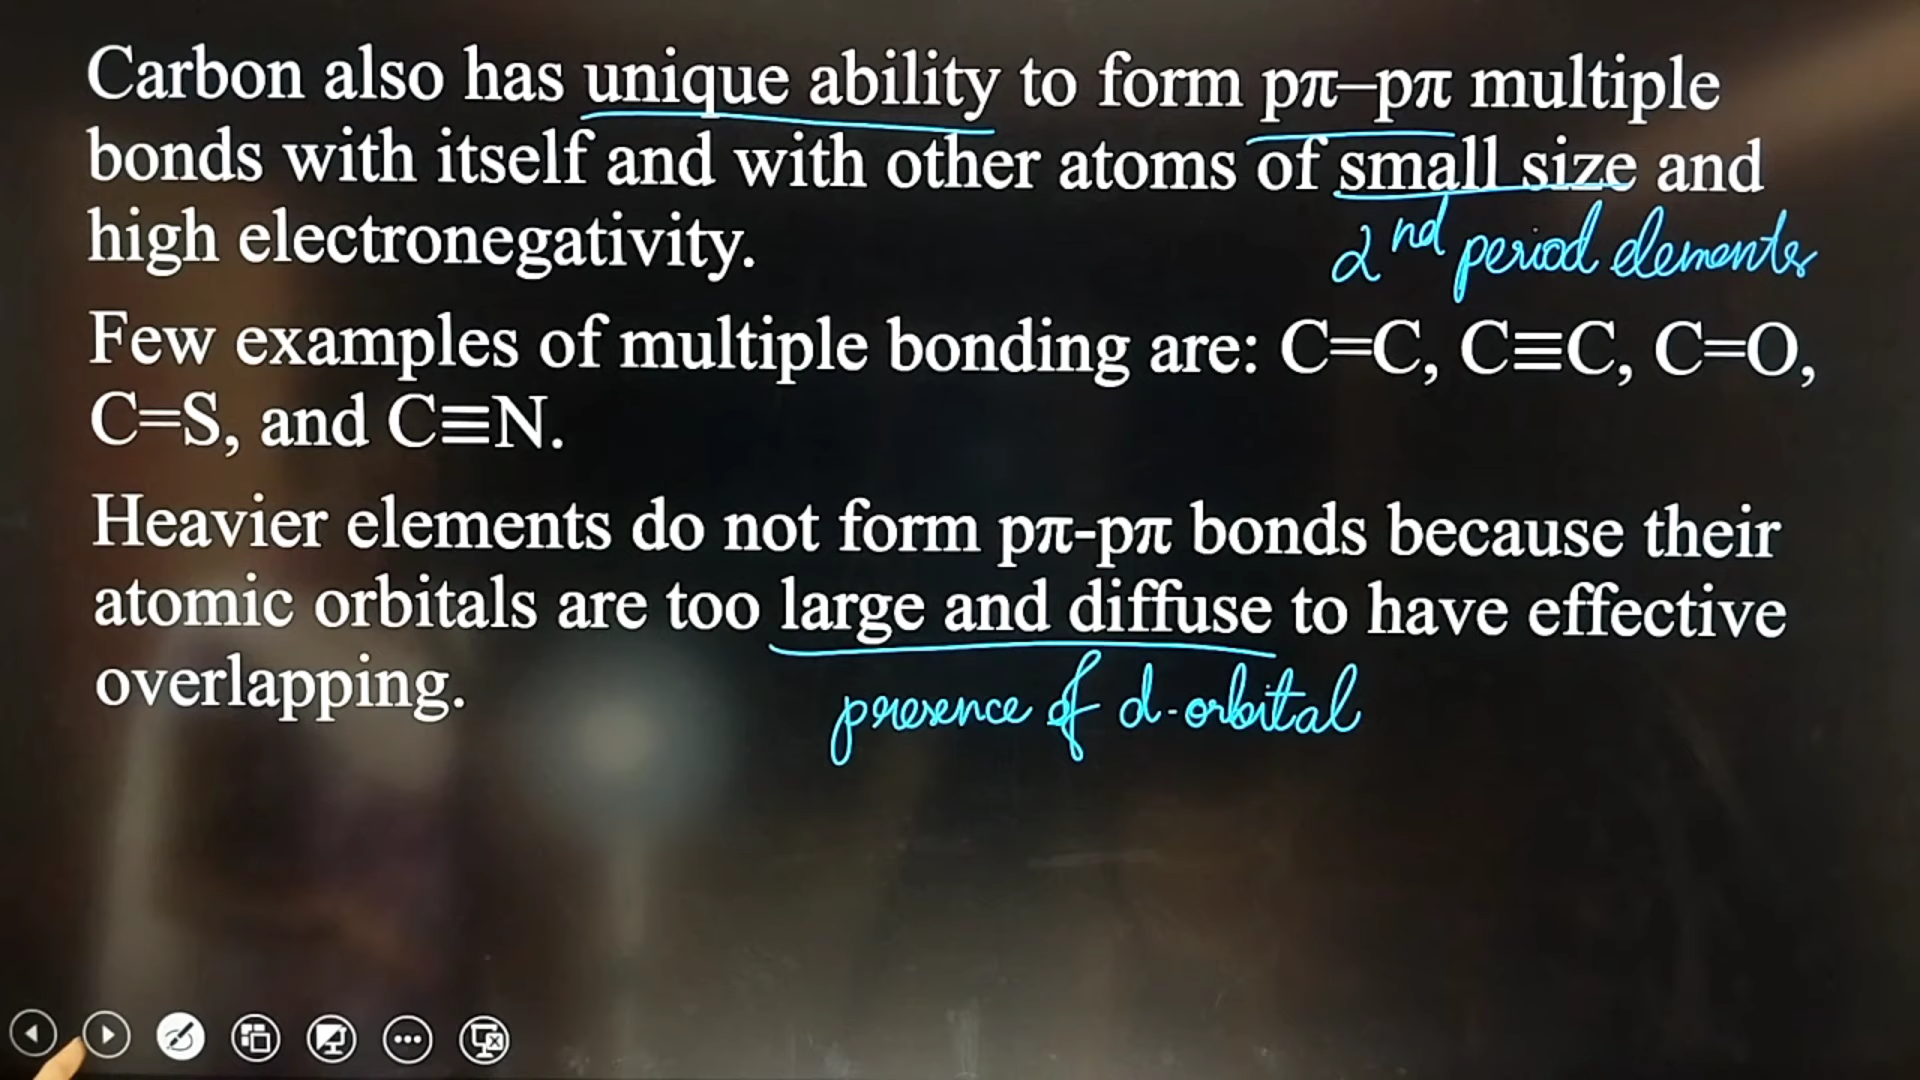 Carbon also has unique ability to form pπ–pπ multiple
bonds with itself and with other atoms of small size and
high electronegativity.
2nd period elements
Few examples of multiple bonding are: C=C, C≡C, C=O,
C=S, and C≡N.
Heavier elements do not form pπ-pπ bonds because their
atomic orbitals are too large and diffuse to have effective
overlapping.
presence of d-orbital